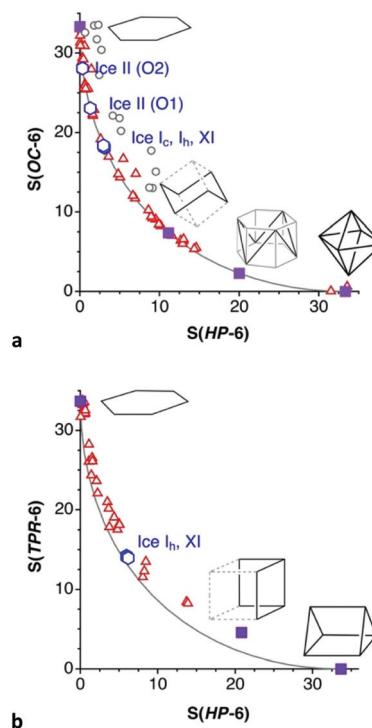 30
20
10
0
S(OC-6)
Ice II (O2)
Ice II (O1)
Ice Ic, Ih, XI
0 10 20 30
S(HP-6)
a
30
20
10
0
S(TPR-6)
Ice Ih, XI
0 10 20 30
S(HP-6)
b